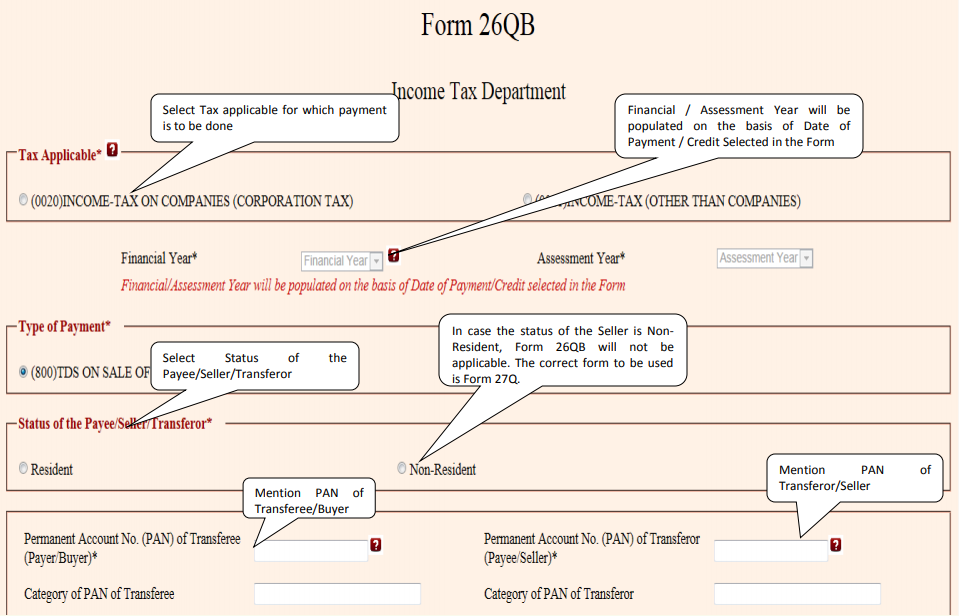 Form 26QB
Income Tax Department
Select Tax applicable for which payment
is to be done
Financial / Assessment Year will be
populated on the basis of Date of
Payment / Credit Selected in the Form
Tax Applicable* ?
(0020)INCOME-TAX ON COMPANIES (CORPORATION TAX)
INCOME-TAX (OTHER THAN COMPANIES)
Financial Year* Financial Year ? Assessment Year* Assessment Year
Financial/Assessment Year will be populated on the basis of Date of Payment/Credit selected in the Form
Type of Payment*
(800)TDS ON SALE OF
Select Status of the
Payee/Seller/Transferor
In case the status of the Seller is Non-
Resident, Form 26QB will not be
applicable. The correct form to be used
is Form 27Q.
Status of the Payee/Seller/Transferor*
Resident
Non-Resident
Mention PAN of
Transferee/Buyer
Mention PAN of
Transferor/Seller
Permanent Account No. (PAN) of Transferee
(Payer/Buyer)* ?
Permanent Account No. (PAN) of Transferor
(Payee/Seller)* ?
Category of PAN of Transferee
Category of PAN of Transferor